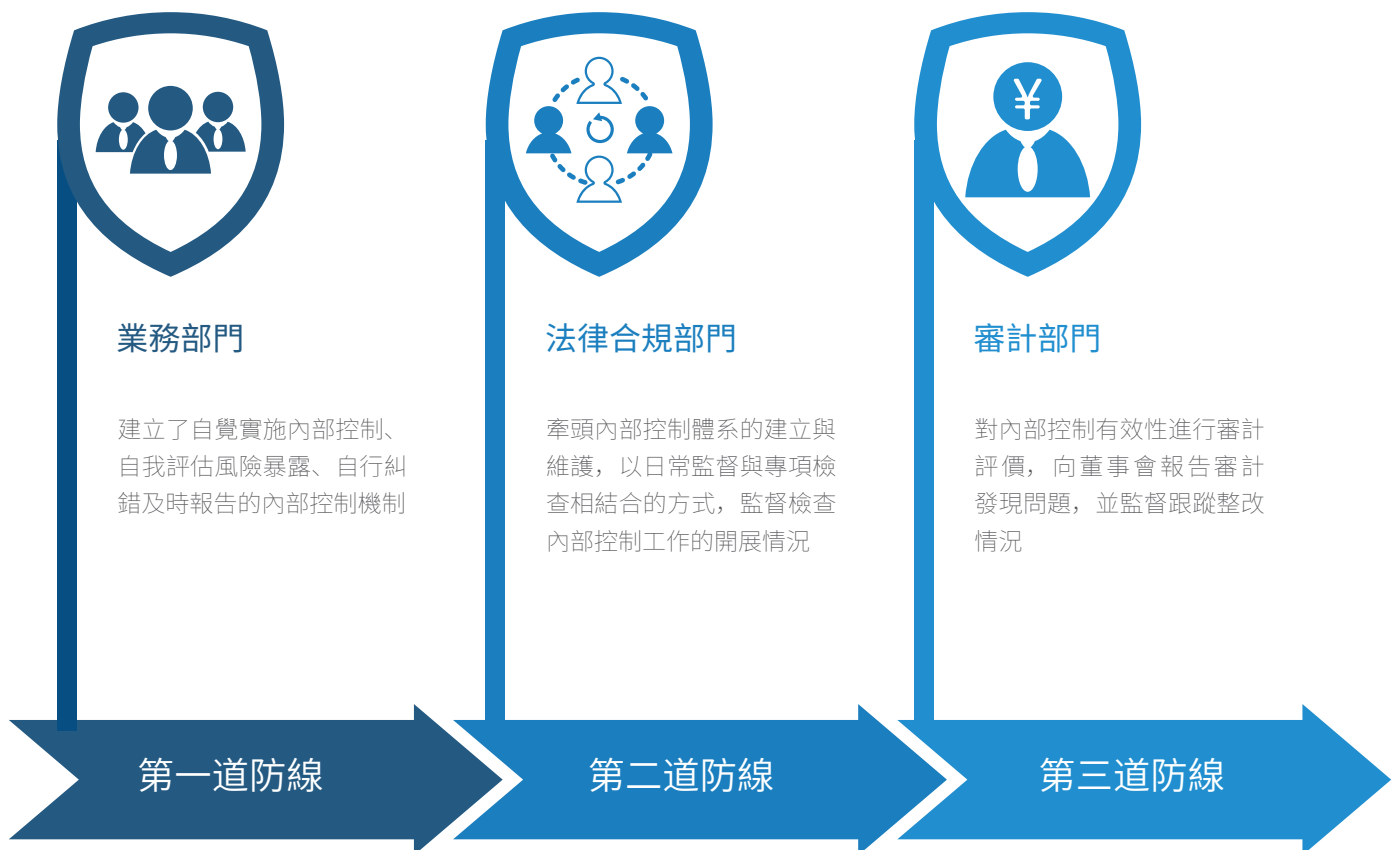 業務部門
建立了自覺實施內部控制、
自我評估風險暴露、自行糾
錯及時報告的內部控制機制
第一道防線
法律合規部門
牽頭內部控制體系的建立與
維護，以日常監督與專項檢
查相結合的方式，監督檢查
內部控制工作的開展情況
第二道防線
¥
審計部門
對內部控制有效性進行審計
評價，向董事會報告審計
發現問題，並監督跟蹤整改
情況
第三道防線